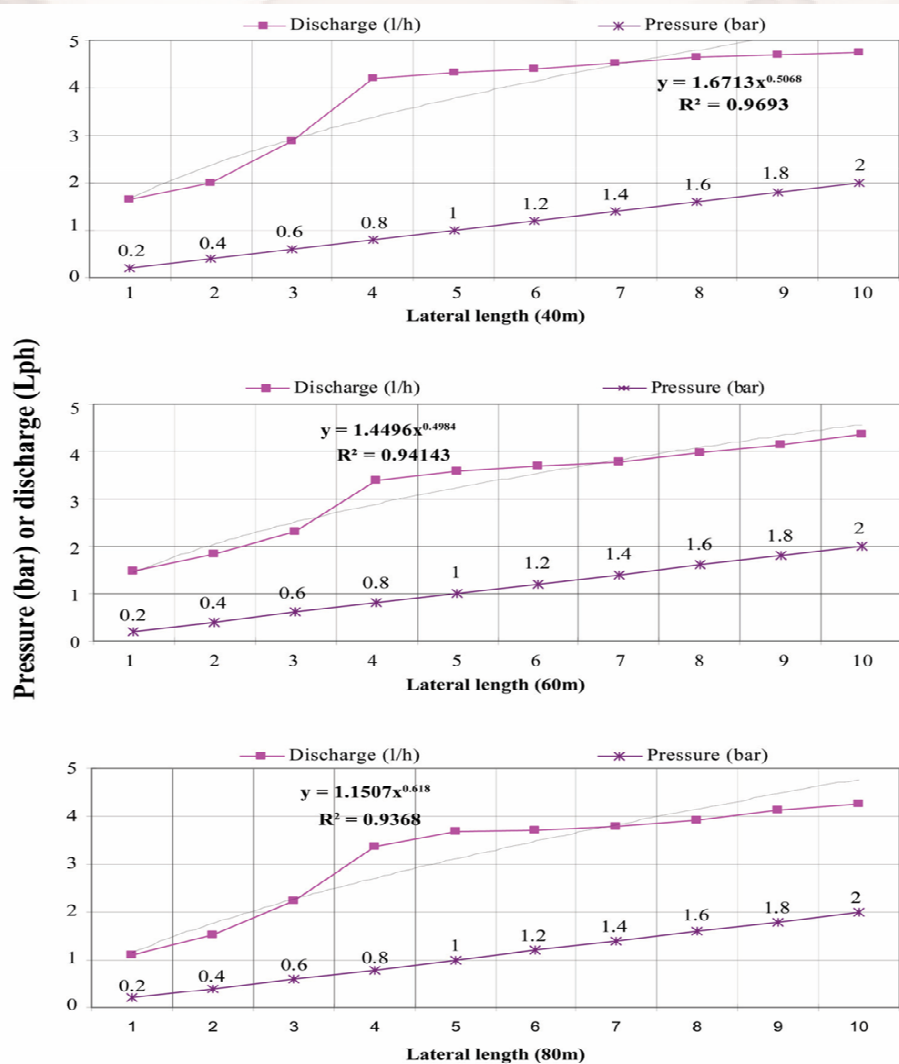 Pressure (bar) or discharge (Lph)
Discharge (l/h) Pressure (bar)
5
4
3
2
1
0
y = 1.6713x^0.5068
R² = 0.9693
0.2 0.4 0.6 0.8 1 1.2 1.4 1.6 1.8 2
1 2 3 4 5 6 7 8 9 10
Lateral length (40m)
Discharge (l/h) Pressure (bar)
5
4
3
2
1
0
y = 1.4496x^0.4984
R² = 0.94143
0.2 0.4 0.6 0.8 1 1.2 1.4 1.6 1.8 2
1 2 3 4 5 6 7 8 9 10
Lateral length (60m)
Discharge (l/h) Pressure (bar)
5
4
3
2
1
0
y = 1.1507x^0.618
R² = 0.9368
0.2 0.4 0.6 0.8 1 1.2 1.4 1.6 1.8 2
1 2 3 4 5 6 7 8 9 10
Lateral length (80m)